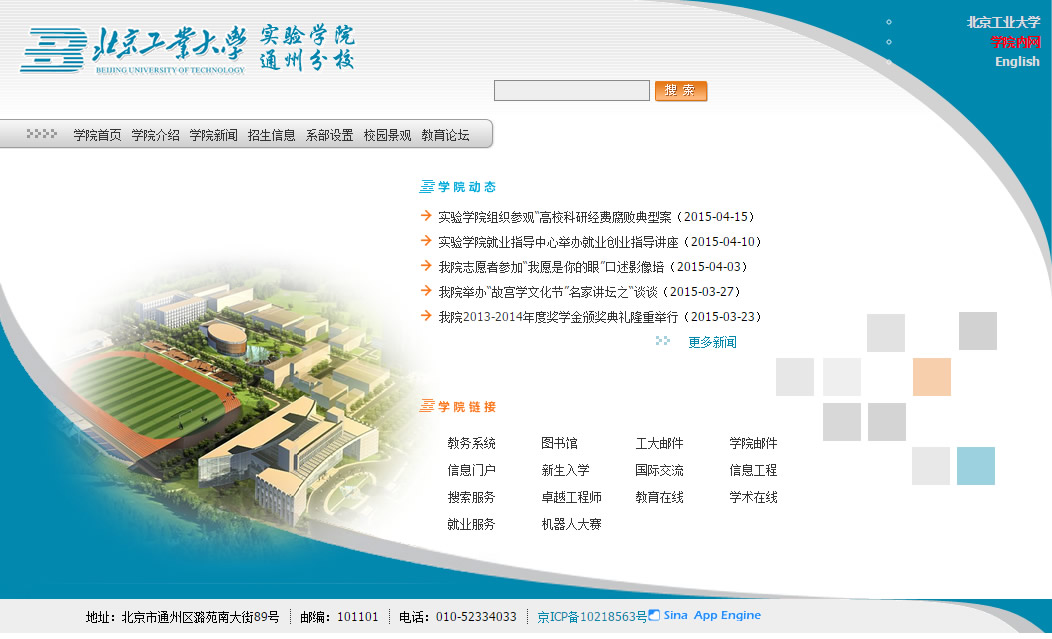 北京工業大學 实验学院
BEIJING UNIVERSITY OF TECHNOLOGY 通州分校
北京工业大学
学院内网
English
搜 索
学院首页 学院介绍 学院新闻 招生信息 系部设置 校园景观 教育论坛
学院动态
实验学院组织参观“高校科研经费腐败典型案（2015-04-15）
实验学院就业指导中心举办就业创业指导讲座（2015-04-10）
我院志愿者参加“我愿是你的眼”口述影像培（2015-04-03）
我院举办“故宫学文化节”名家讲坛之“谈谈（2015-03-27）
我院2013-2014年度奖学金颁奖典礼隆重举行（2015-03-23）
更多新闻
学院链接
教务系统 图书馆 工大邮件 学院邮件
信息门户 新生入学 国际交流 信息工程
搜索服务 卓越工程师 教育在线 学术在线
就业服务 机器人大赛
地址：北京市通州区潞苑南大街89号 邮编：101101 电话：010-52334033 京ICP备10218563号 Sina App Engine